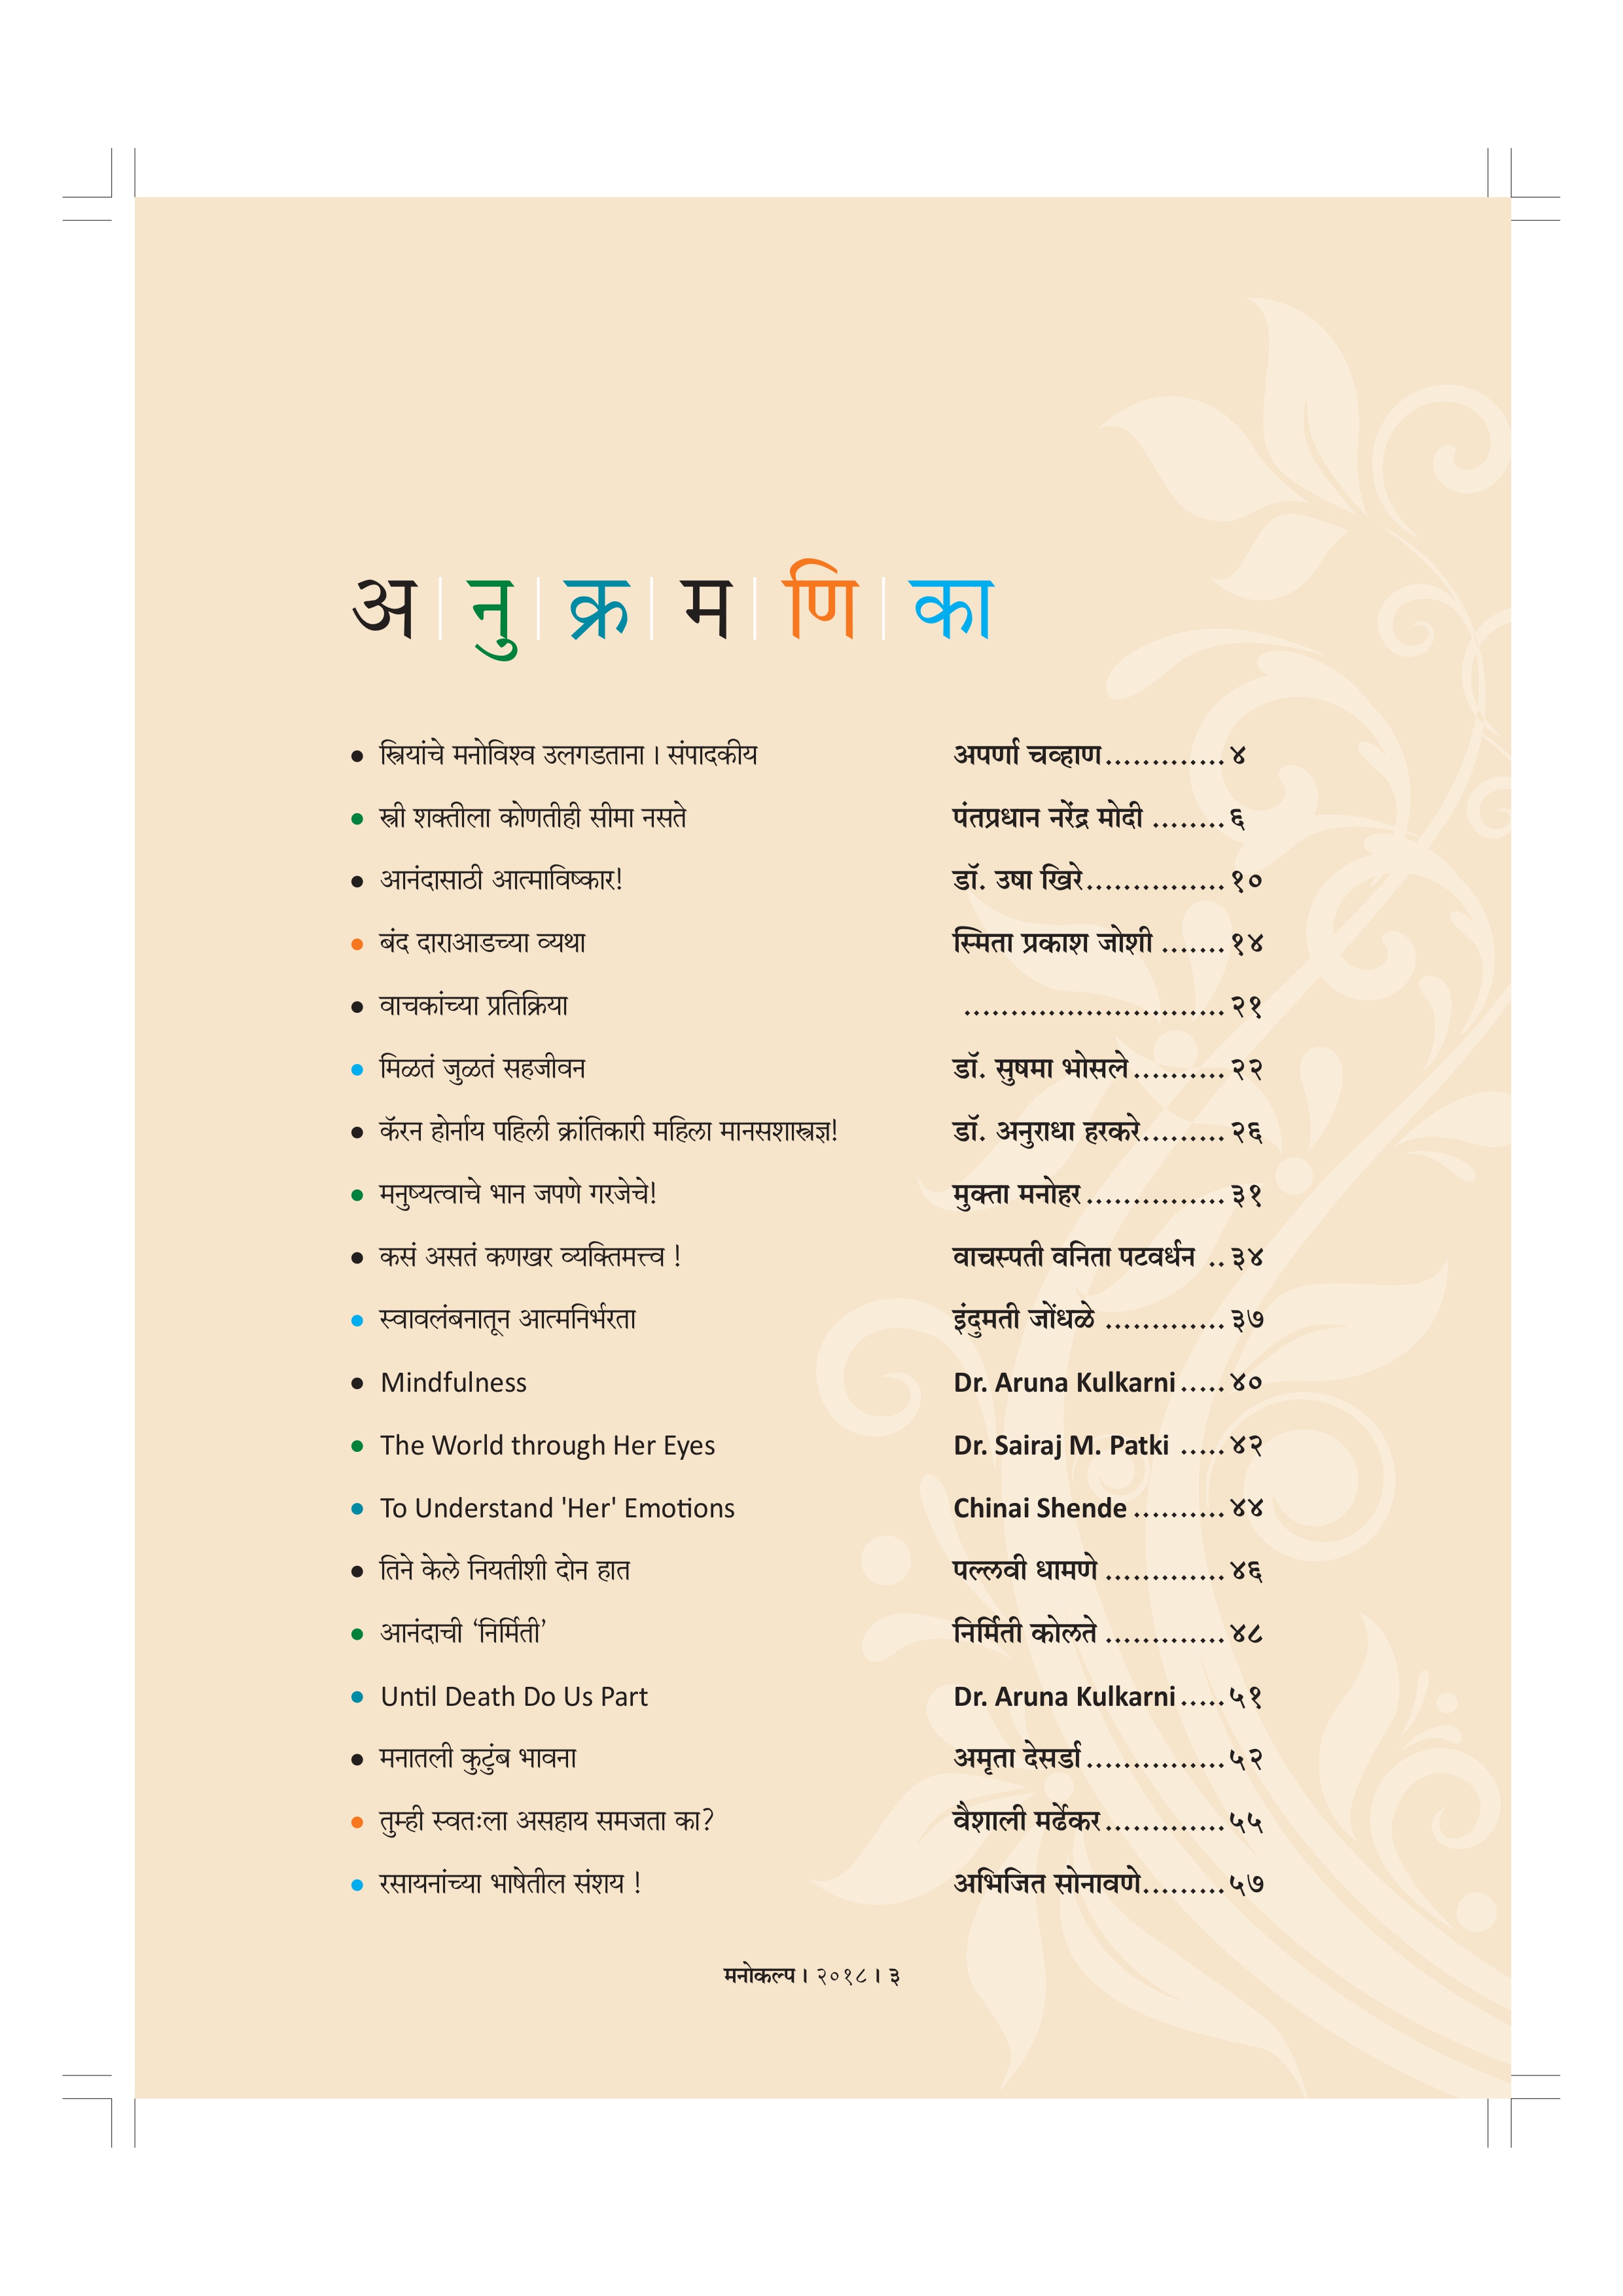 अ | नु | क्र | म | णि | का
• स्त्रियांचे मनोविश्व उलगडताना । संपादकीय अपर्णा चव्हाण.............४
• स्त्री शक्तीला कोणतीही सीमा नसते पंतप्रधान नरेंद्र मोदी ........६
• आनंदासाठी आत्माविष्कार! डॉ. उषा खिरे...............१०
• बंद दाराआडच्या व्यथा स्मिता प्रकाश जोशी .......१४
• वाचकांच्या प्रतिक्रिया ............................२१
• मिळतं जुळतं सहजीवन डॉ. सुषमा भोसले..........२२
• कॅरन होर्नाय पहिली क्रांतिकारी महिला मानसशास्त्रज्ञ! डॉ. अनुराधा हरकरे.........२६
• मनुष्यत्वाचे भान जपणे गरजेचे! मुक्ता मनोहर...............३१
• कसं असतं कणखर व्यक्तिमत्त्व ! वाचस्पती वनिता पटवर्धन ..३४
• स्वावलंबनातून आत्मनिर्भरता इंदुमती जोंधळे .............३७
• Mindfulness Dr. Aruna Kulkarni.....४०
• The World through Her Eyes Dr. Sairaj M. Patki .....४२
• To Understand 'Her' Emotions Chinai Shende..........४४
• तिने केले नियतीशी दोन हात पल्लवी धामणे .............४६
• आनंदाची ‘निर्मिती’ निर्मिती कोलते .............४८
• Until Death Do Us Part Dr. Aruna Kulkarni.....५१
• मनातली कुटुंब भावना अमृता देसर्डा...............५२
• तुम्ही स्वतःला असहाय समजता का? वैशाली मर्ढेकर.............५५
• रसायनांच्या भाषेतील संशय ! अभिजित सोनावणे.........५७
मनोकल्प । २०१८ । ३